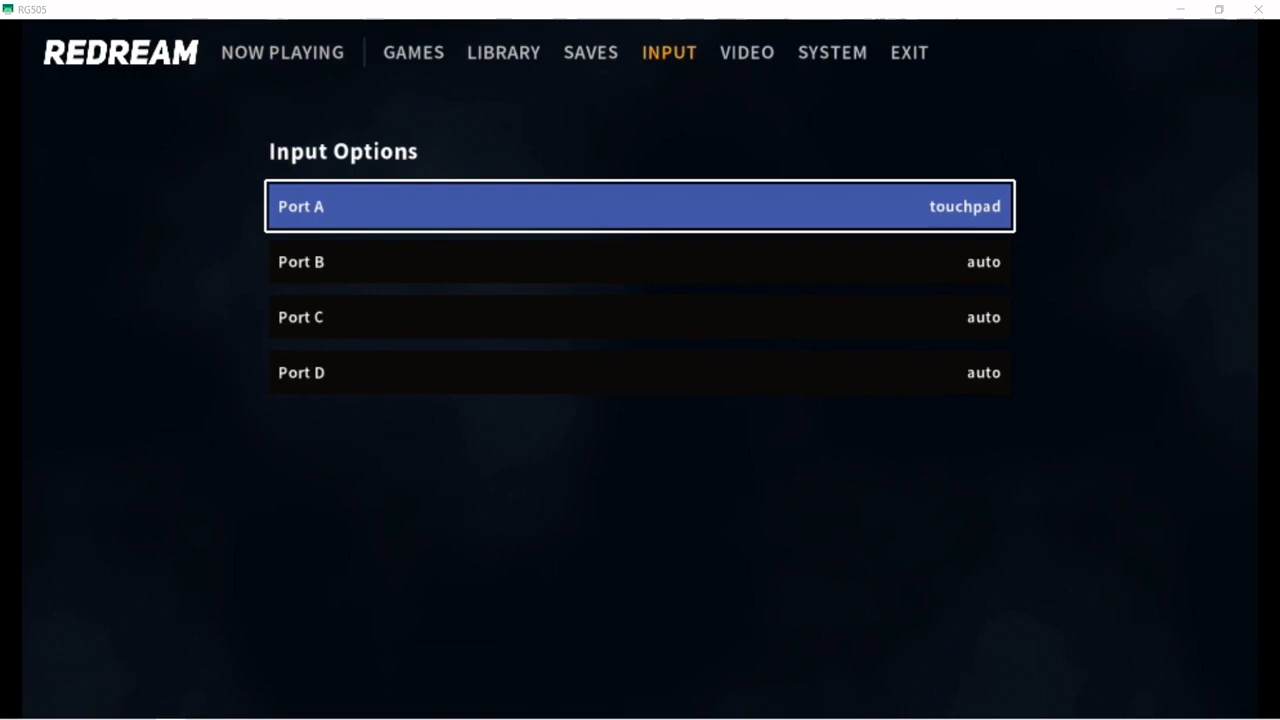 RG505
REDREAM NOW PLAYING GAMES LIBRARY SAVES INPUT VIDEO SYSTEM EXIT
Input Options
Port A touchpad
Port B auto
Port C auto
Port D auto